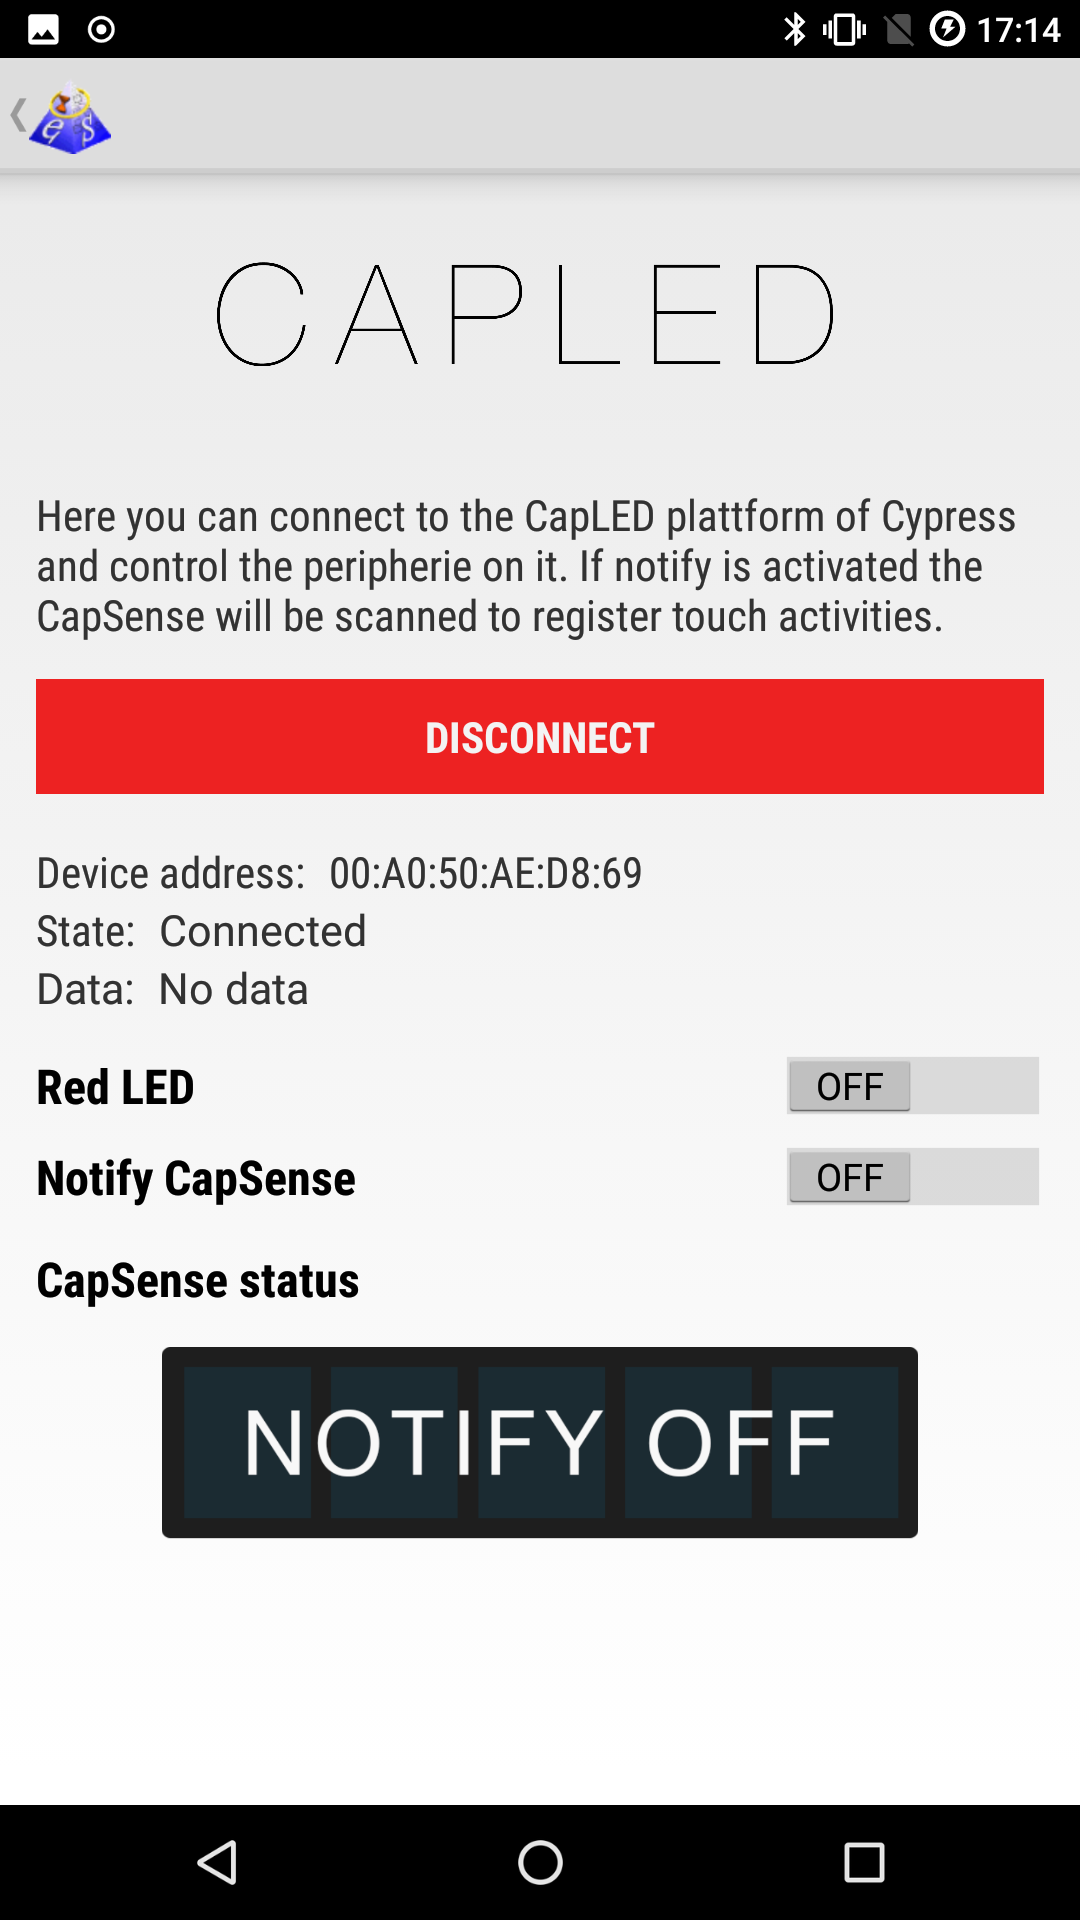 17:14
e S
CAPLED
Here you can connect to the CapLED plattform of Cypress
and control the peripherie on it. If notify is activated the
CapSense will be scanned to register touch activities.
DISCONNECT
Device address: 00:A0:50:AE:D8:69
State: Connected
Data: No data
Red LED OFF
Notify CapSense OFF
CapSense status
NOTIFY OFF